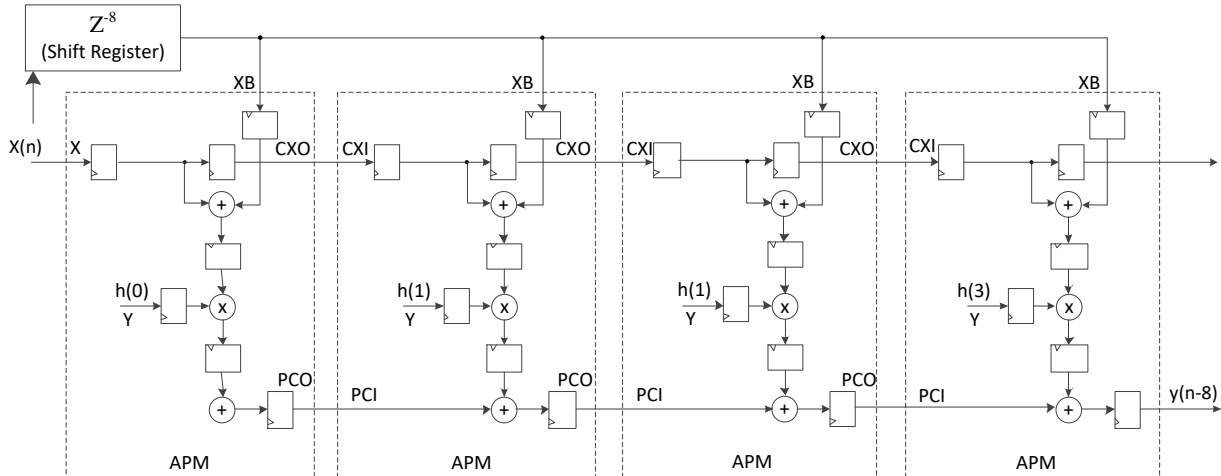 Z-8
(Shift Register)
XB
XB
XB
XB
X(n)
X
CXO
CXI
CXO
CXI
CXO
CXI
+
+
+
+
h(0)
Y
x
h(1)
Y
x
h(1)
Y
x
h(3)
Y
x
+
PCO
PCI
+
PCO
PCI
+
PCO
PCI
+
y(n-8)
APM
APM
APM
APM